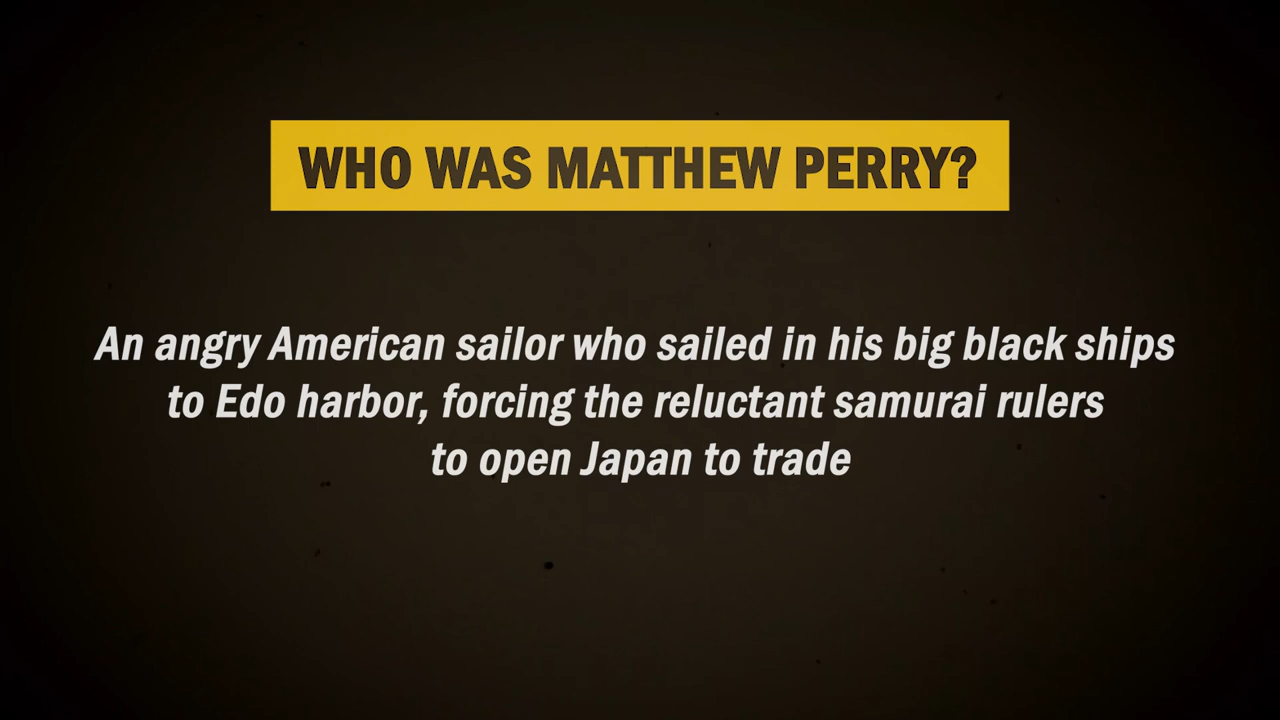 WHO WAS MATTHEW PERRY?
An angry American sailor who sailed in his big black ships
to Edo harbor, forcing the reluctant samurai rulers
to open Japan to trade